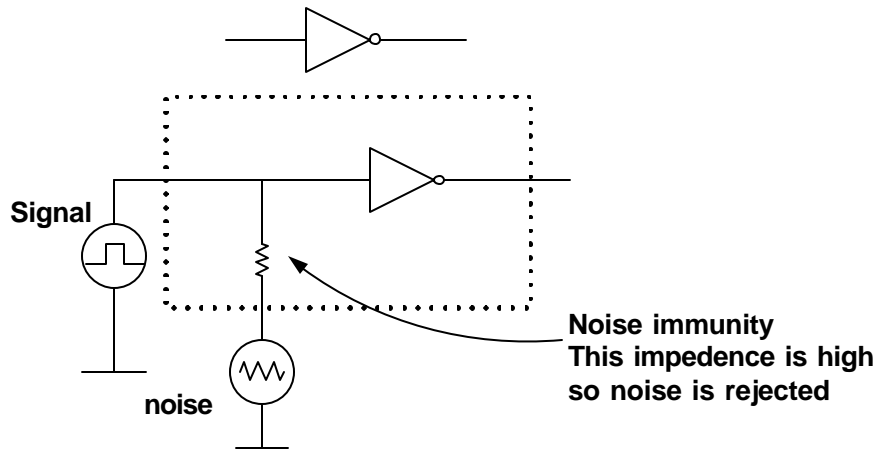 Signal
Noise immunity
This impedence is high
so noise is rejected
noise